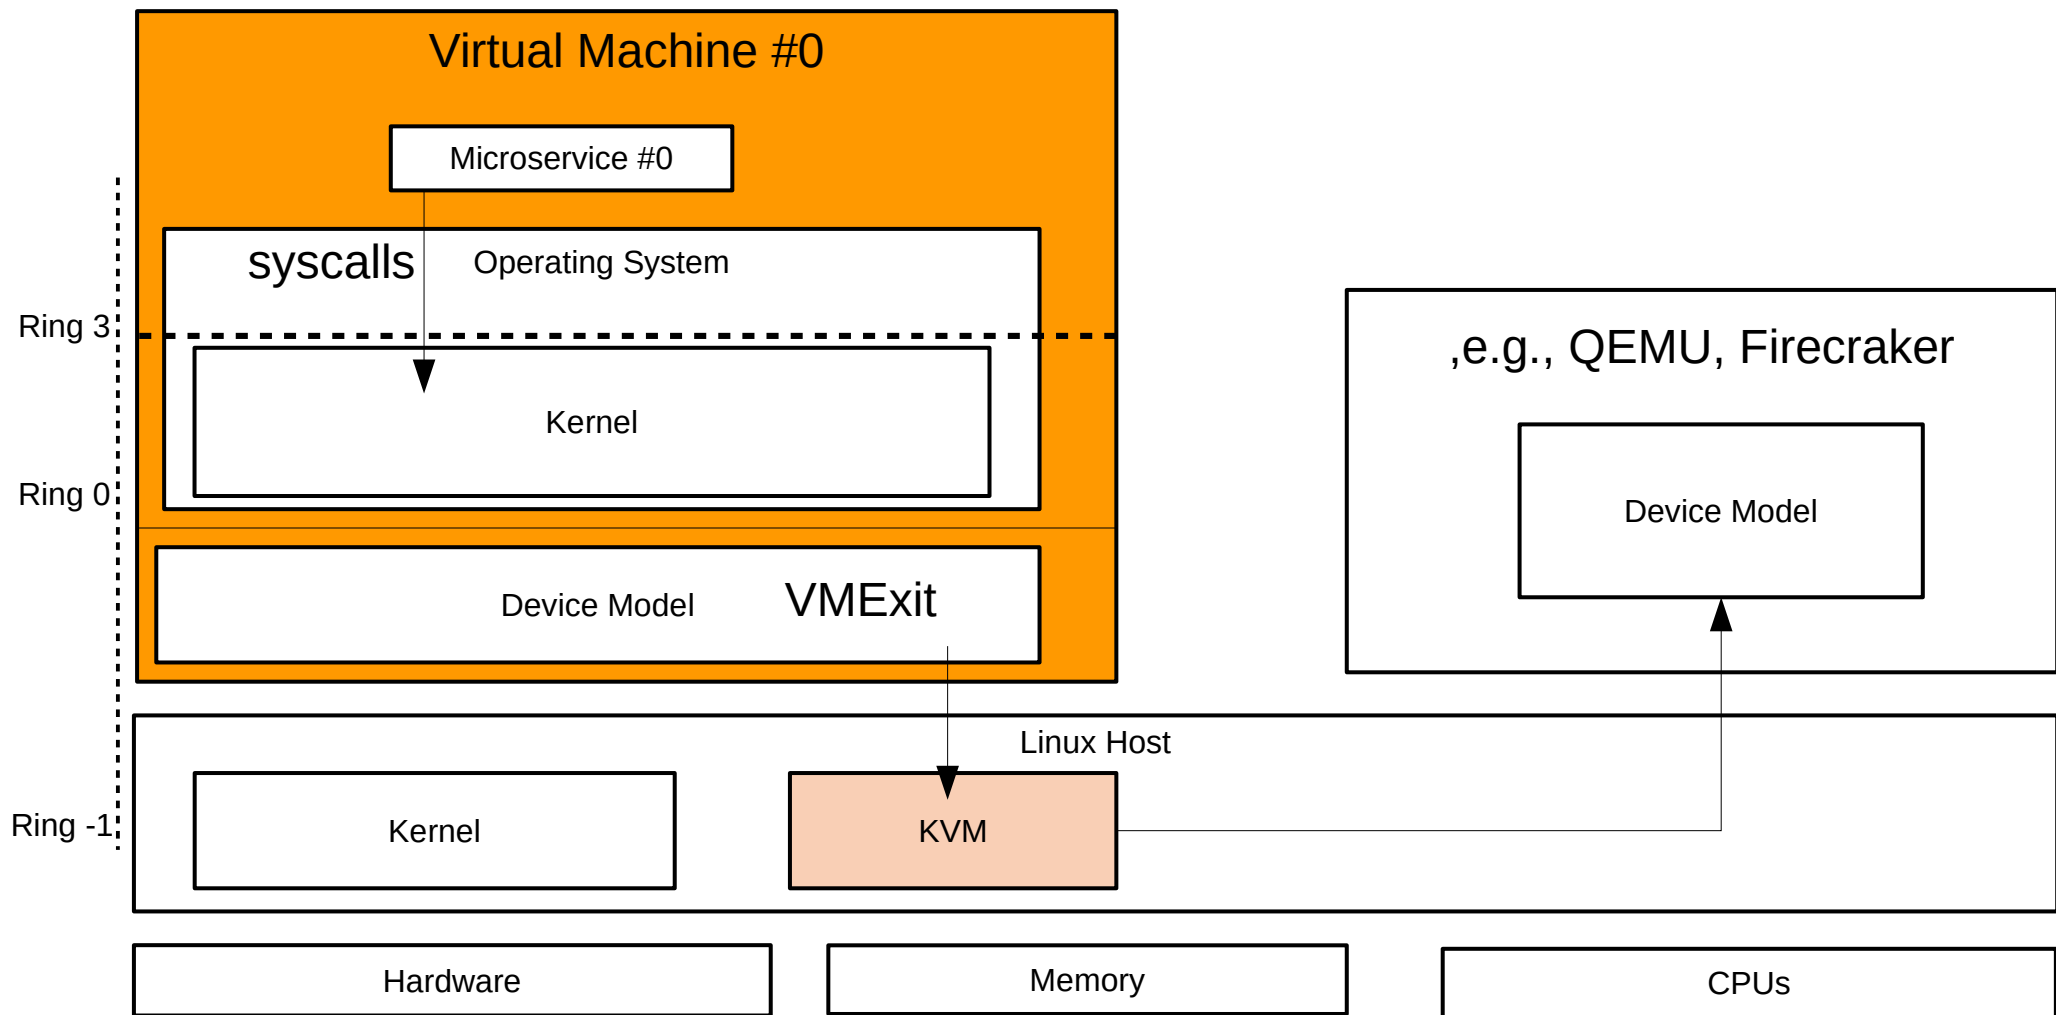 Virtual Machine #0
Microservice #0
syscalls
Operating System
Ring 3
,e.g., QEMU, Firecraker
Kernel
Ring 0
Device Model
Device Model
VMExit
Linux Host
Ring -1
Kernel
KVM
Hardware
Memory
CPUs